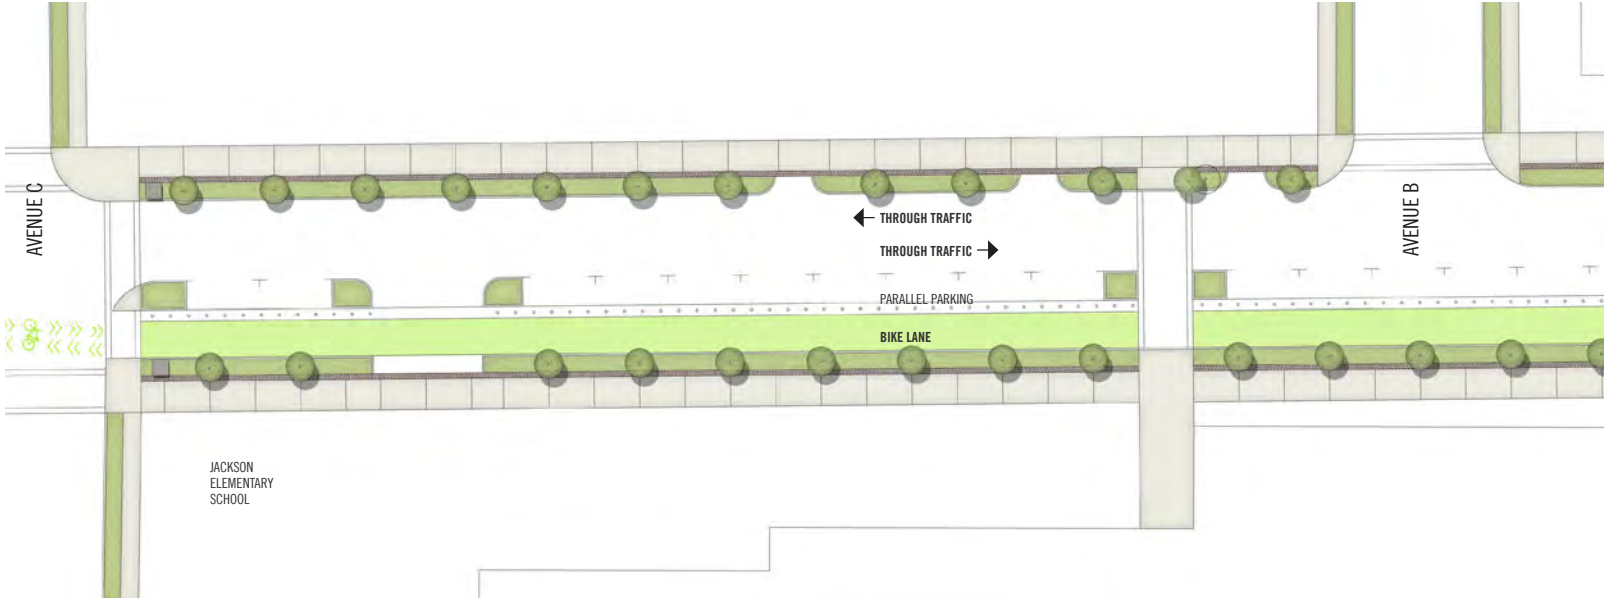 AVENUE C
THROUGH TRAFFIC
THROUGH TRAFFIC
PARALLEL PARKING
BIKE LANE
AVENUE B
JACKSON
ELEMENTARY
SCHOOL